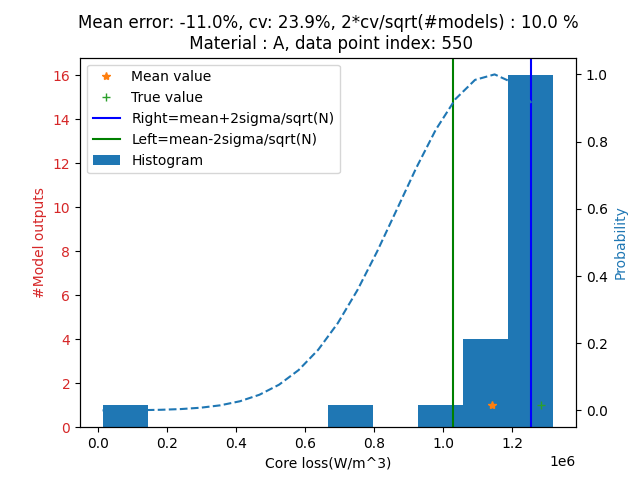 Mean error: -11.0%, cv: 23.9%, 2*cv/sqrt(#models) : 10.0 %
Material : A, data point index: 550
Mean value
True value
Right=mean+2sigma/sqrt(N)
Left=mean-2sigma/sqrt(N)
Histogram
16
14
12
10
8
6
4
2
0
#Model outputs
1.0
0.8
0.6
0.4
0.2
0.0
Probability
0.0 0.2 0.4 0.6 0.8 1.0 1.2
1e6
Core loss(W/m^3)